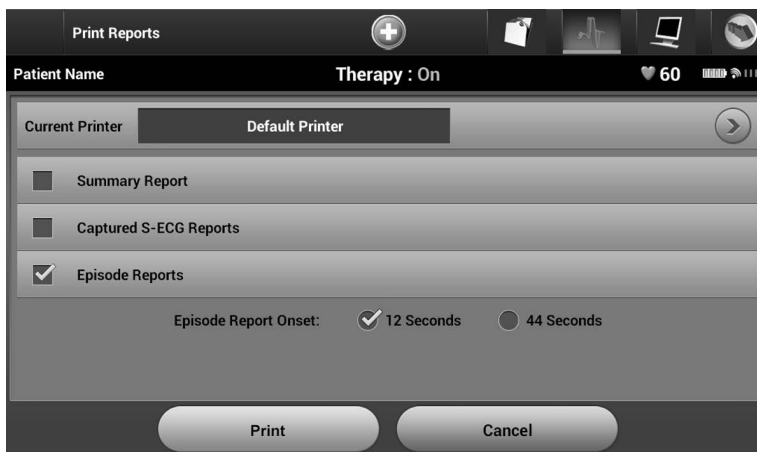 Print Reports
Patient Name Therapy : On 60
Current Printer Default Printer
Summary Report
Captured S-ECG Reports
Episode Reports
Episode Report Onset: 12 Seconds 44 Seconds
Print Cancel